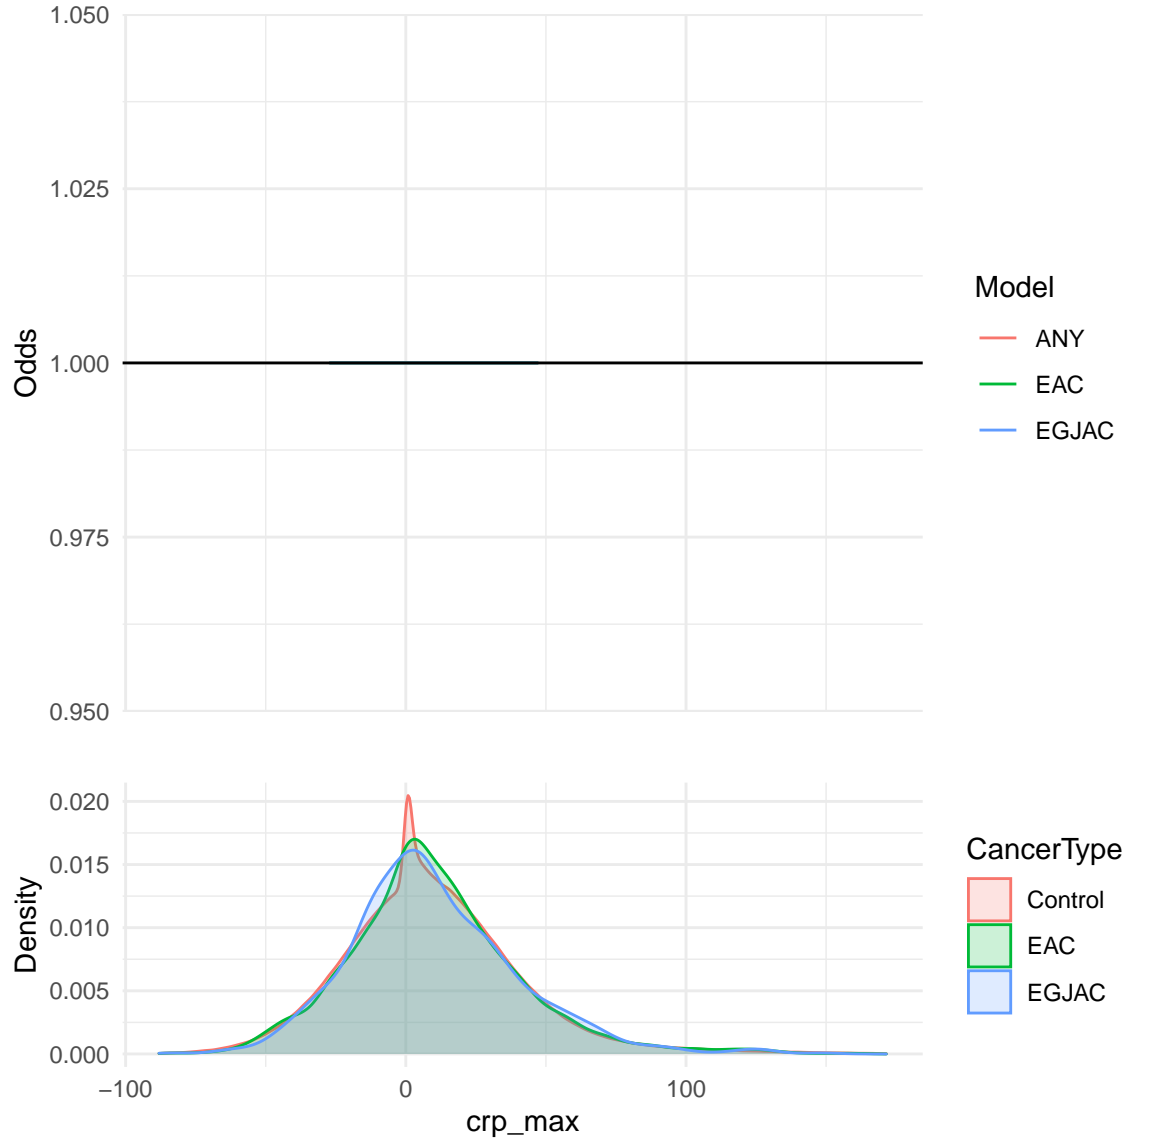 1.050
1.025
1.000
0.975
0.950
Odds
Model
ANY
EAC
EGJAC
0.020
0.015
0.010
0.005
0.000
Density
−100
0
100
crp_max
CancerType
Control
EAC
EGJAC